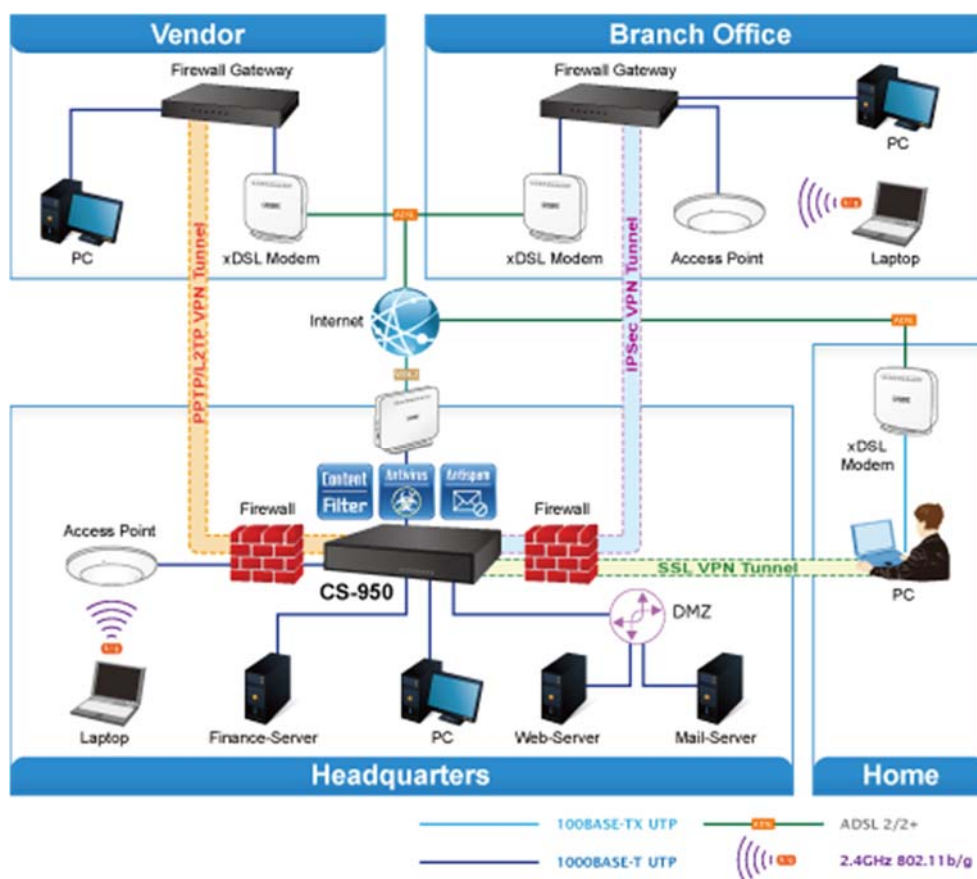 Vendor
Branch Office
Firewall Gateway
Firewall Gateway
PC
PC
xDSL Modem
xDSL Modem
Access Point
Laptop
ADSL
PPTP/L2TP VPN Tunnel
IPSec VPN Tunnel
Internet
ADSL
xDSL
Modem
Content
Filter
Antivirus
Antispam
Firewall
Firewall
Access Point
CS-950
SSL VPN Tunnel
PC
DMZ
b/g
b/g
Laptop
Finance-Server
PC
Web-Server
Mail-Server
Headquarters
Home
100BASE-TX UTP
ADSL
ADSL 2/2+
1000BASE-T UTP
b/g
2.4GHz 802.11b/g